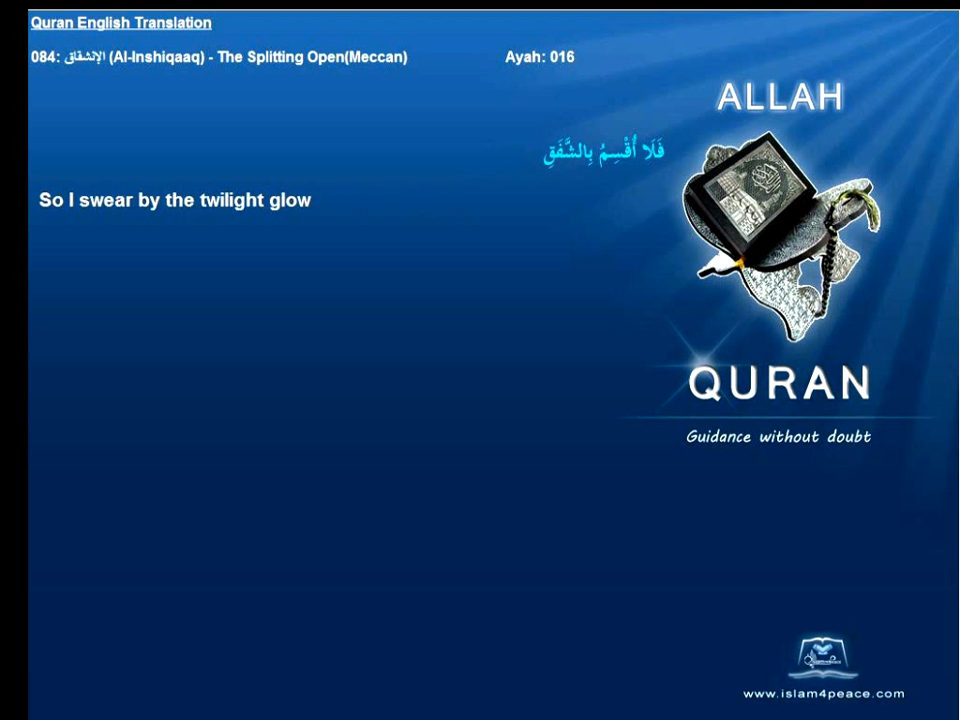 Quran English Translation
084: الإنشقاق (Al-Inshiqaaq) - The Splitting Open(Meccan) Ayah: 016
ALLAH
فَلَا أُقْسِمُ بِالشَّفَقِ
So I swear by the twilight glow
QURAN
Guidance without doubt
www.islam4peace.com